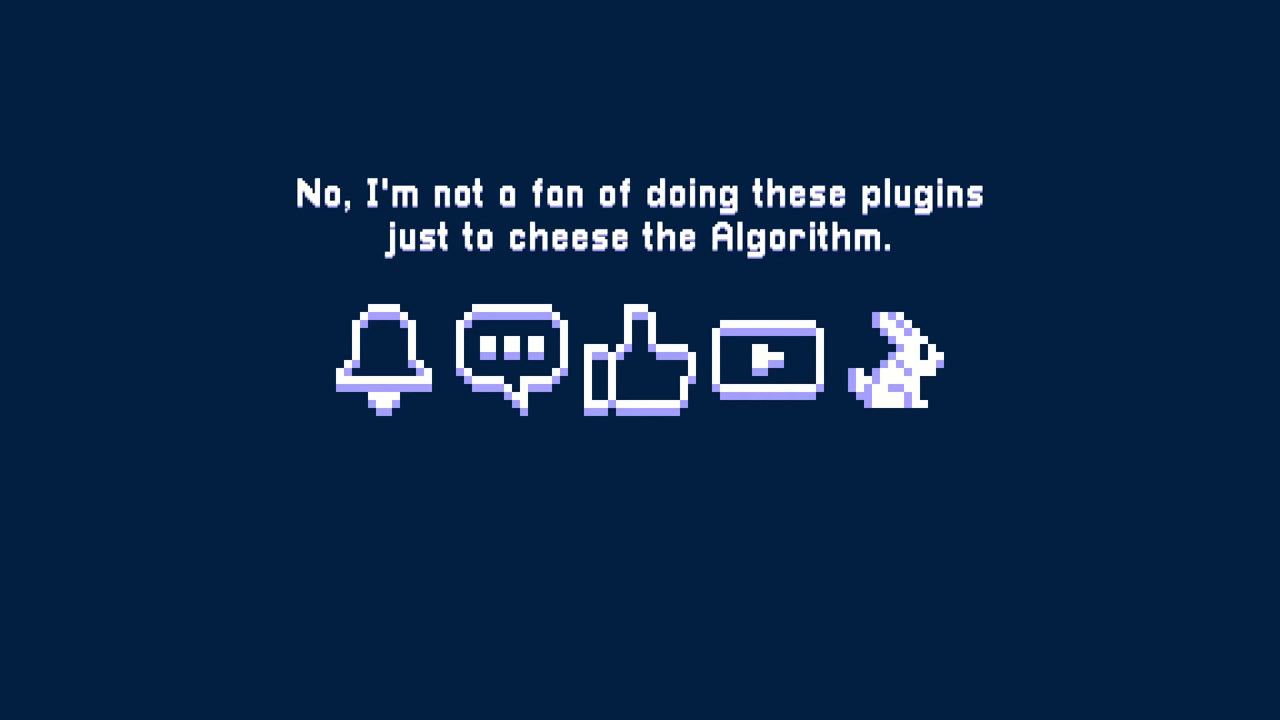 No, I'm not a fan of doing these plugins
just to cheese the Algorithm.